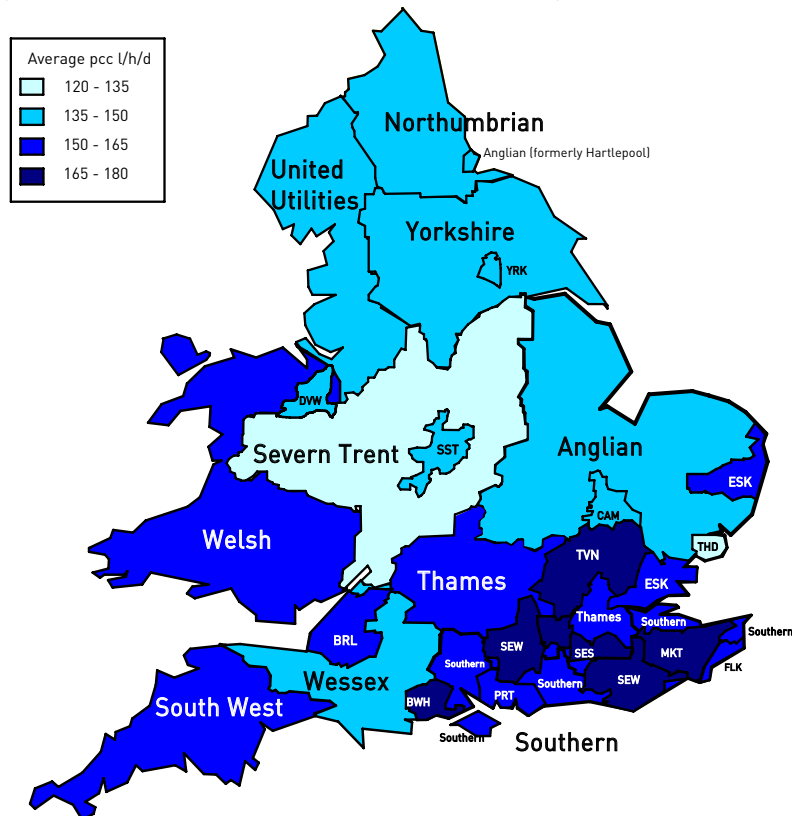 Average pcc l/h/d
120 - 135
135 - 150
150 - 165
165 - 180
Northumbrian
Anglian (formerly Hartlepool)
United
Utilities
Yorkshire
YRK
DVW
Severn Trent
SST
Anglian
ESK
CAM
THD
Welsh
TVN
Thames
ESK
Thames
Southern
Southern
BRL
SEW
SES
MKT
FLK
Southern
Wessex
SEW
Southern
PRT
BWH
South West
Southern
Southern